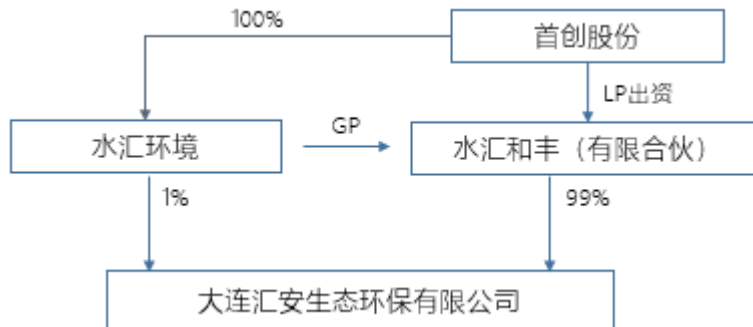 100%
首创股份
LP出资
水汇环境
GP
水汇和丰（有限合伙）
1%
99%
大连汇安生态环保有限公司